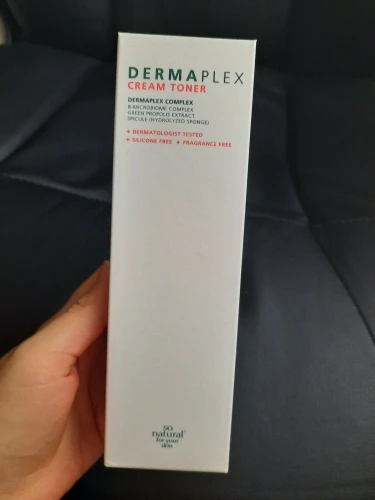 DERMAPLEX
CREAM TONER
DERMAPLEX COMPLEX
8-MICROBIOME COMPLEX
GREEN PROPOLIS EXTRACT
SPICULE (HYDROLYZED SPONGE)
+ DERMATOLOGIST TESTED
+ SILICONE FREE + FRAGRANCE FREE
so
natural
for your
skin